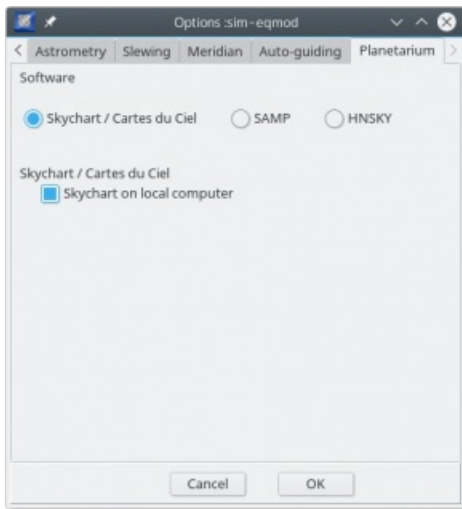 Options :sim-eqmod
Astrometry Slewing Meridian Auto-guiding Planetarium
Software
Skychart / Cartes du Ciel SAMP HNSKY
Skychart / Cartes du Ciel
Skychart on local computer
Cancel OK